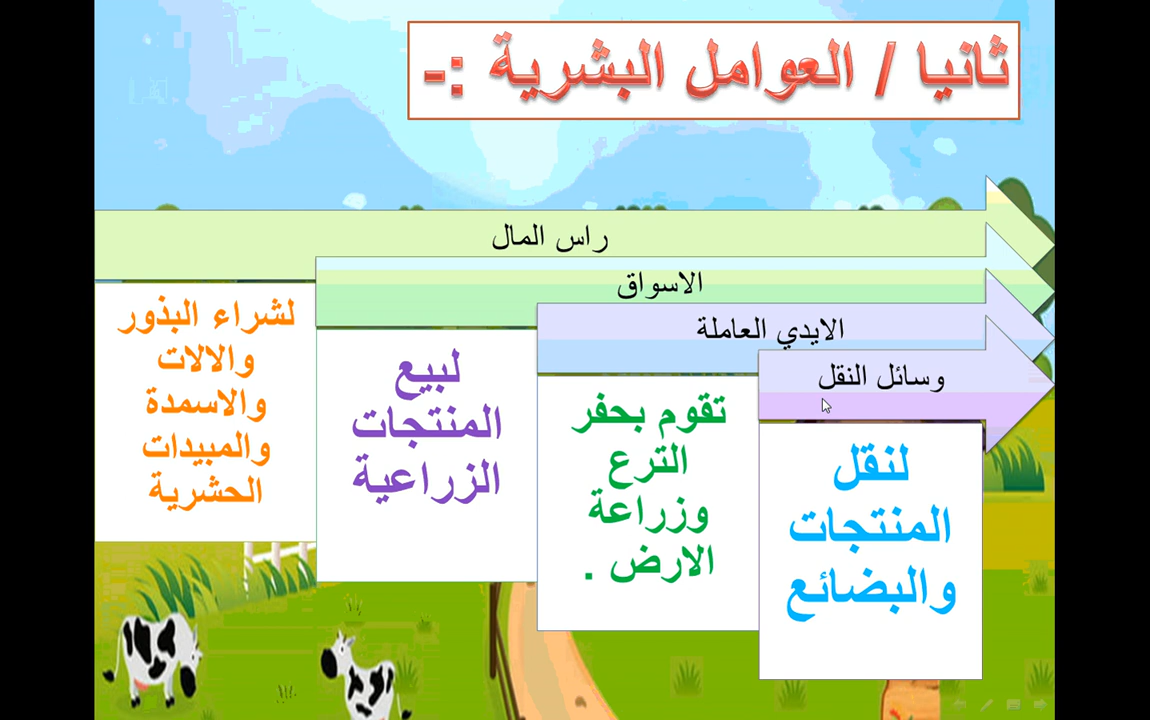 ثانيا / العوامل البشرية :-
راس المال
لشراء البذور
والالات
والاسمدة
والمبيدات
الحشرية
الاسواق
لبيع
المنتجات
الزراعية
الايدي العاملة
تقوم بحفر
الترع
وزراعة
الارض .
وسائل النقل
لنقل
المنتجات
والبضائع